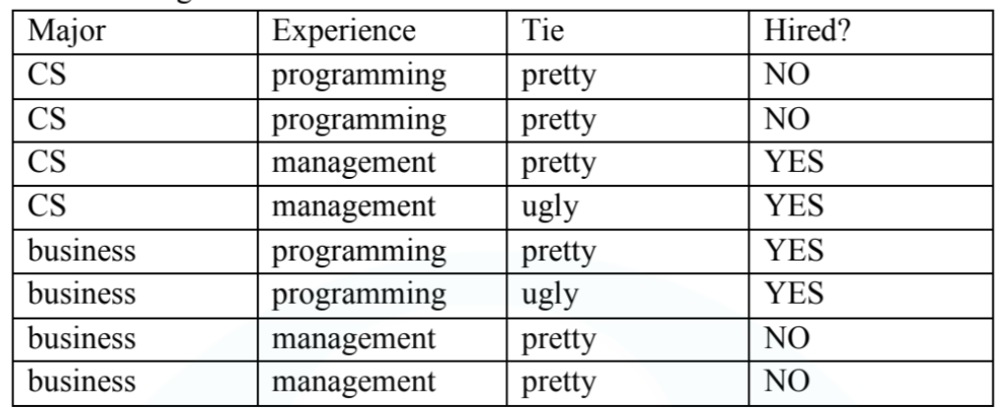 Major Experience Tie Hired?
CS programming pretty NO
CS programming pretty NO
CS management pretty YES
CS management ugly YES
business programming pretty YES
business programming ugly YES
business management pretty NO
business management pretty NO